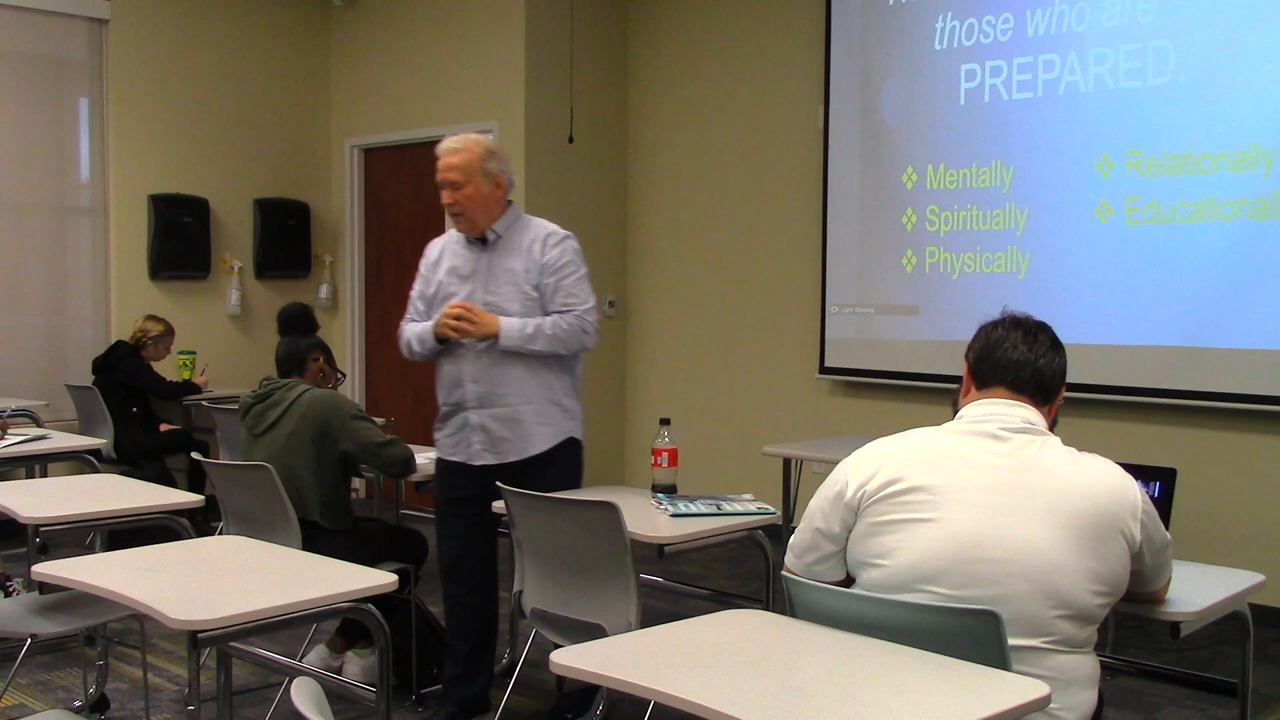 those who are
PREPARED.
❖ Mentally
❖ Relationally
❖ Spiritually
❖ Educationally
❖ Physically